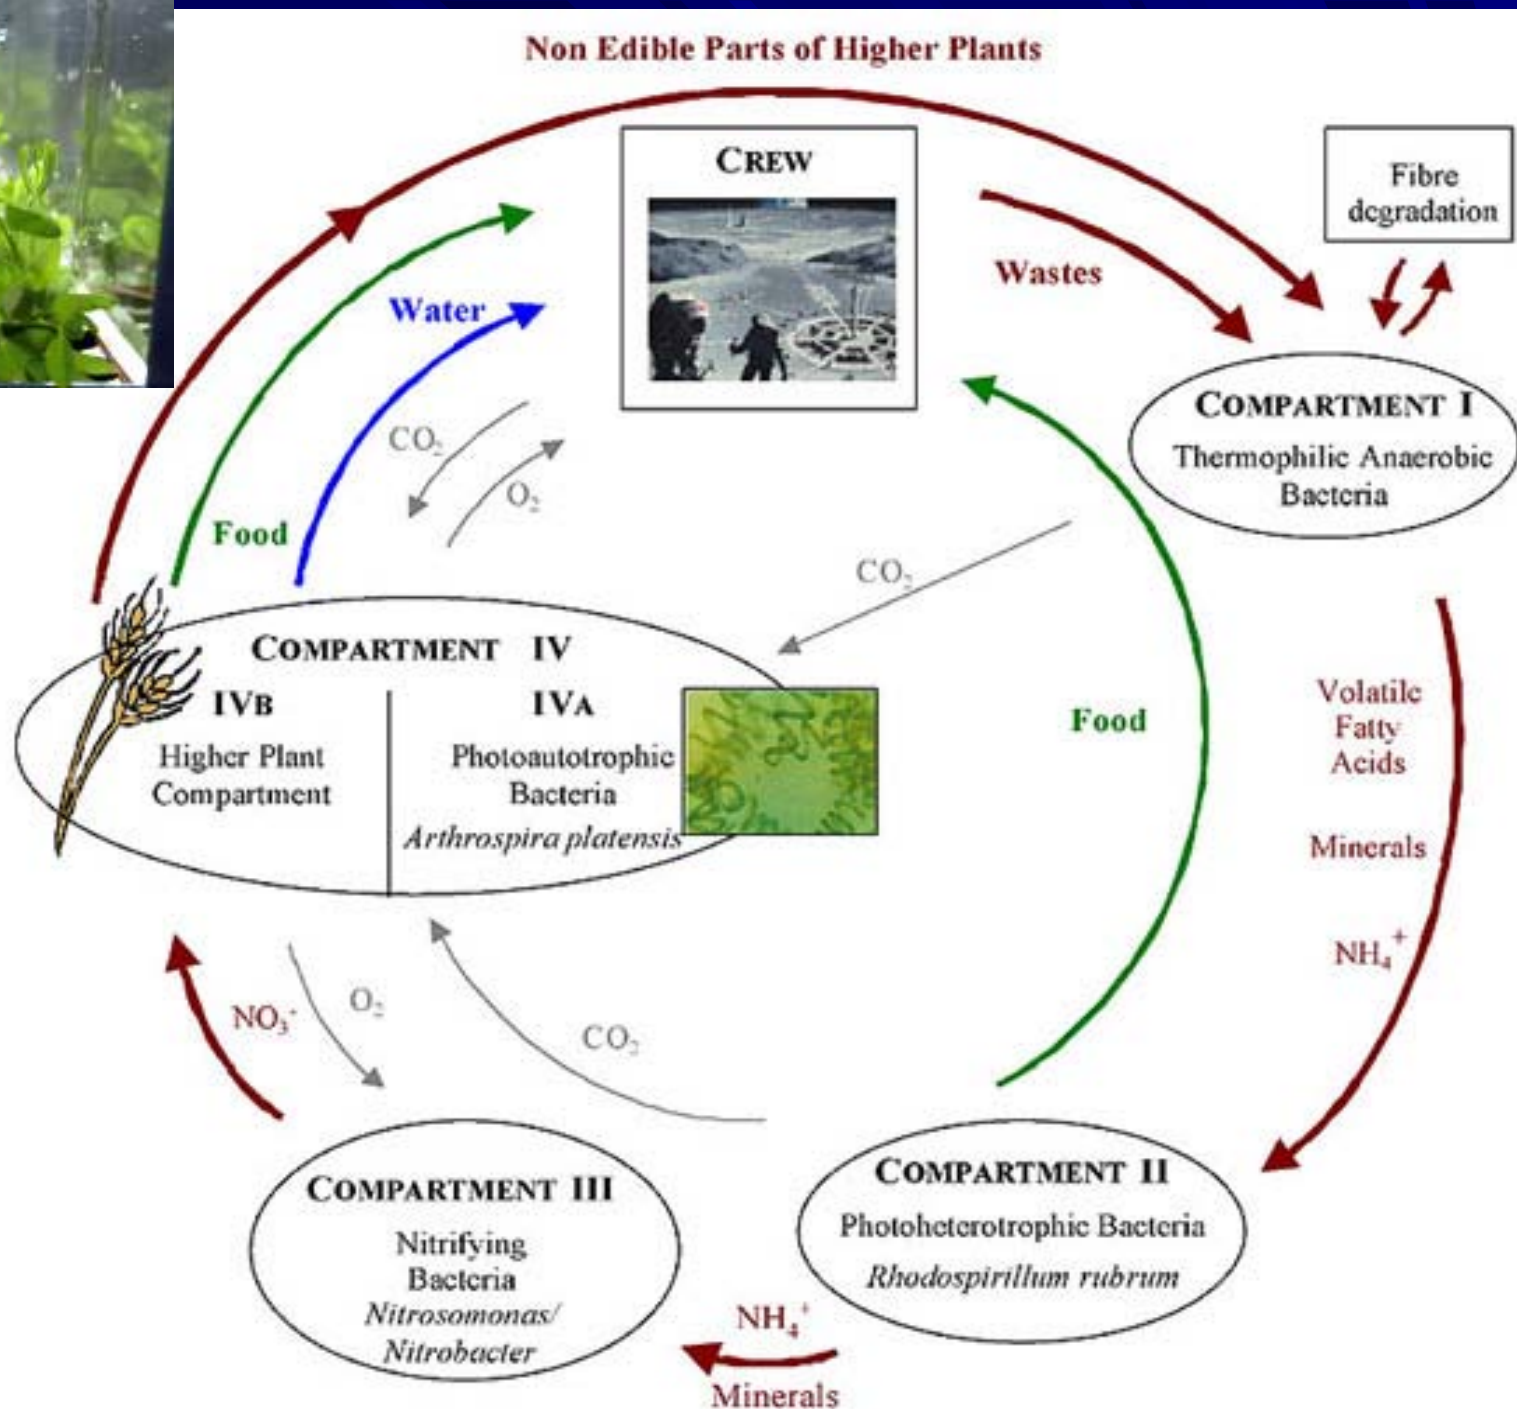 Non Edible Parts of Higher Plants
CREW
Fibre
degradation
Wastes
Water
CO₂
O₂
Food
COMPARTMENT I
Thermophilic Anaerobic
Bacteria
CO₂
COMPARTMENT IV
IVB
Higher Plant
Compartment
IVA
Photoautotrophic
Bacteria
Arthrospira platensis
Food
Volatile
Fatty
Acids
Minerals
NH₄⁺
NO₃⁻
O₂
CO₂
COMPARTMENT III
Nitrifying
Bacteria
Nitrosomonas/
Nitrobacter
COMPARTMENT II
Photoheterotrophic Bacteria
Rhodospirillum rubrum
NH₄⁺
Minerals